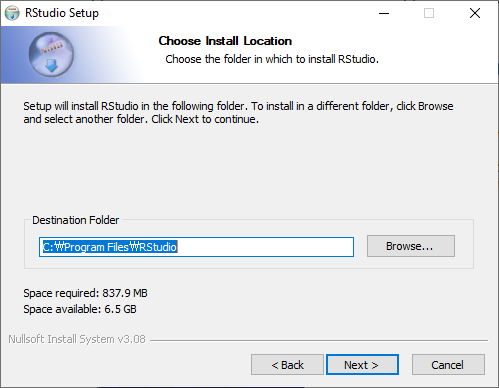 RStudio Setup
Choose Install Location
Choose the folder in which to install RStudio.
Setup will install RStudio in the following folder. To install in a different folder, click Browse
and select another folder. Click Next to continue.
Destination Folder
C:₩Program Files₩RStudio
Browse...
Space required: 837.9 MB
Space available: 6.5 GB
Nullsoft Install System v3.08
< Back
Next >
Cancel